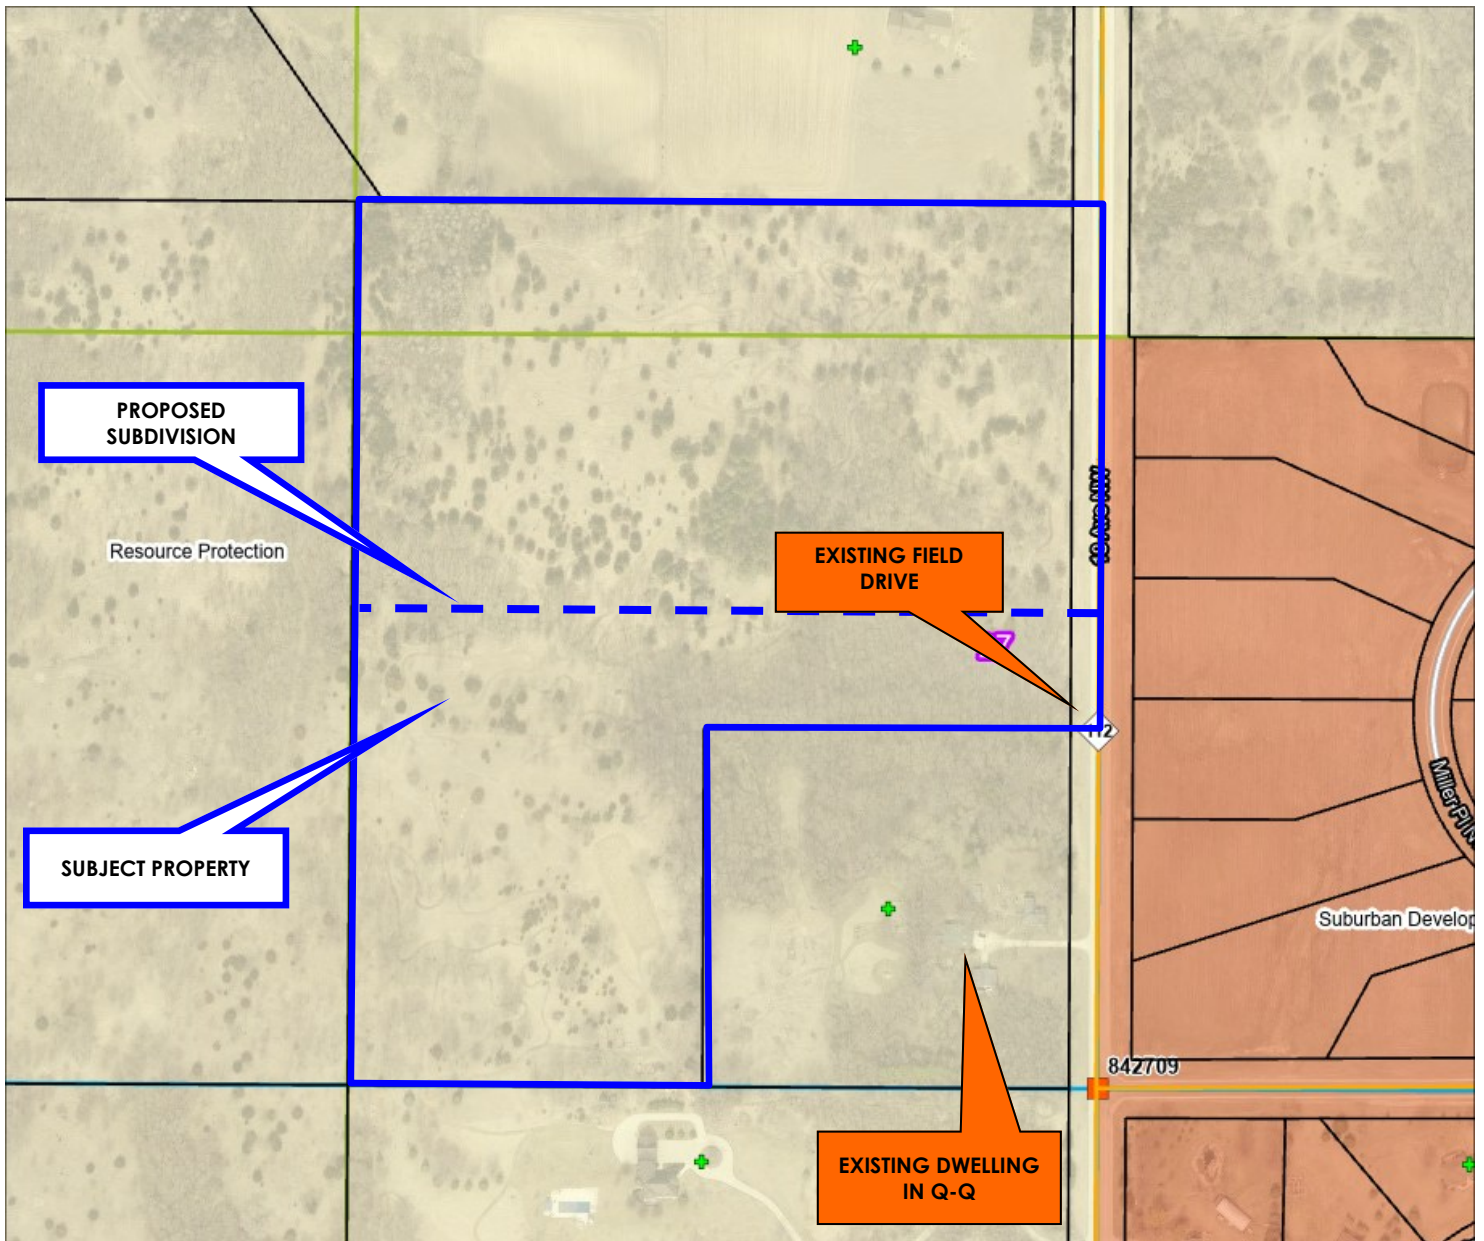 PROPOSED
SUBDIVISION
Resource Protection
EXISTING FIELD
DRIVE
112
SUBJECT PROPERTY
Suburban Develop
842709
EXISTING DWELLING
IN Q-Q